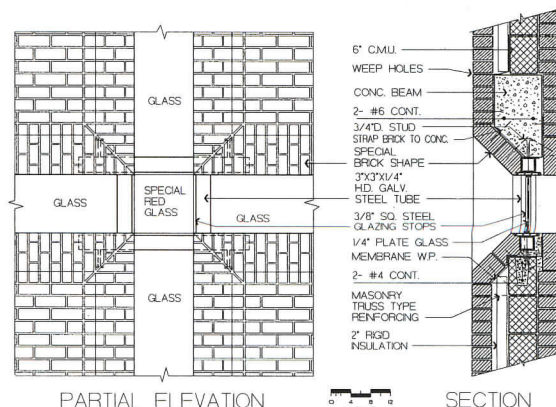 GLASS
GLASS
SPECIAL
RED
GLASS
GLASS
GLASS
6" C.M.U.
WEEP HOLES
CONC. BEAM
2- #6 CONT.
3/4"D. STUD
STRAP BRICK TO CONC.
SPECIAL
BRICK SHAPE
3"X3"X1/4"
H.D. GALV.
STEEL TUBE
3/8" SQ. STEEL
GLAZING STOPS
1/4" PLATE GLASS
MEMBRANE W.P.
2- #4 CONT.
MASONRY
TRUSS TYPE
REINFORCING
2" RIGID
INSULATION
PARTIAL ELEVATION
0 4 8 12
SECTION